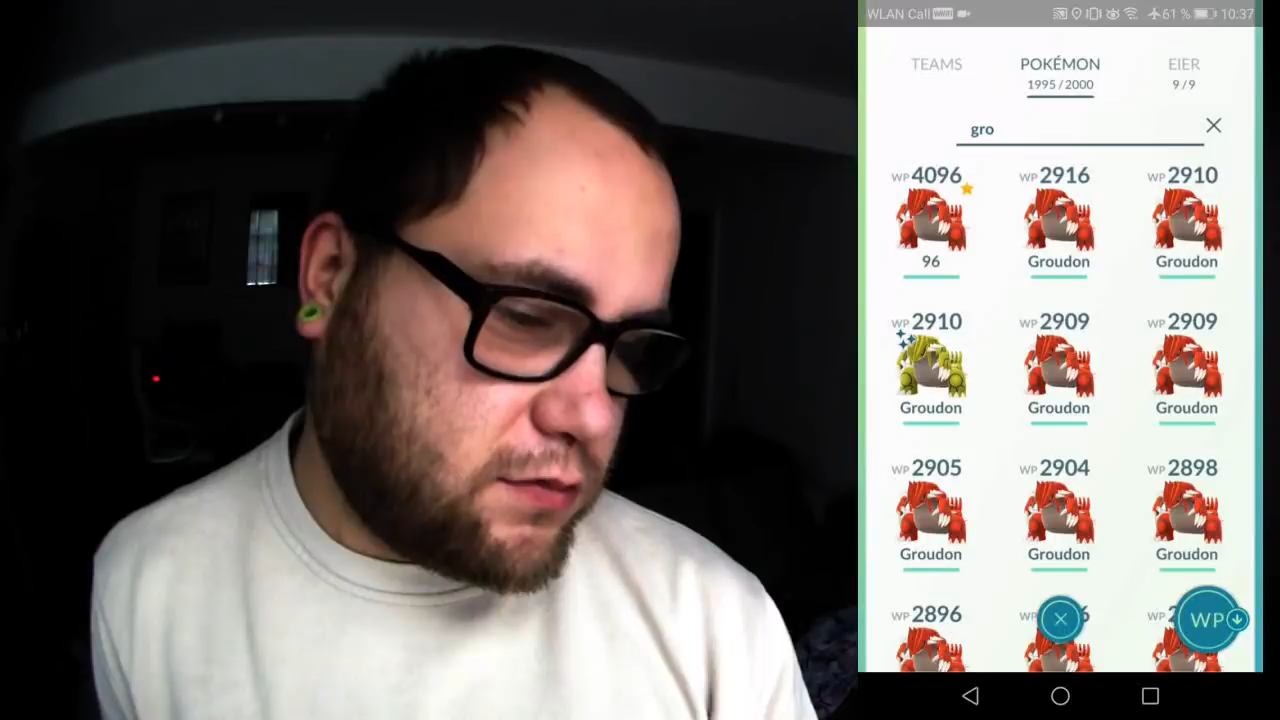 WLAN Call
61 % 10:37
TEAMS POKÉMON EIER
1995 / 2000 9 / 9
gro
WP 4096 WP 2916 WP 2910
96 Groudon Groudon
WP 2910 WP 2909 WP 2909
Groudon Groudon Groudon
WP 2905 WP 2904 WP 2898
Groudon Groudon Groudon
WP 2896 WP
WP